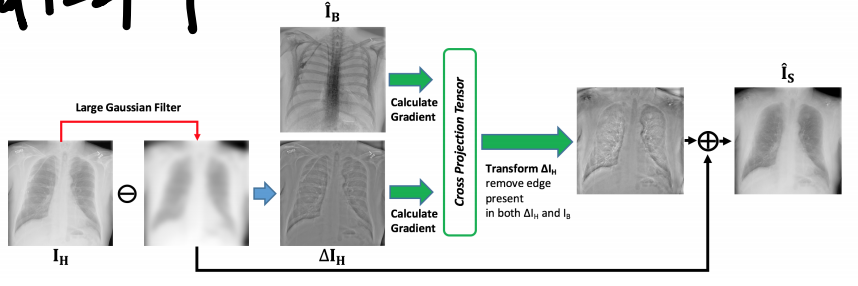 Î_B
Large Gaussian Filter
Calculate
Gradient
Cross Projection Tensor
Î_S
I_H
ΔI_H
Calculate
Gradient
Transform ΔI_H
remove edge
present
in both ΔI_H and I_B